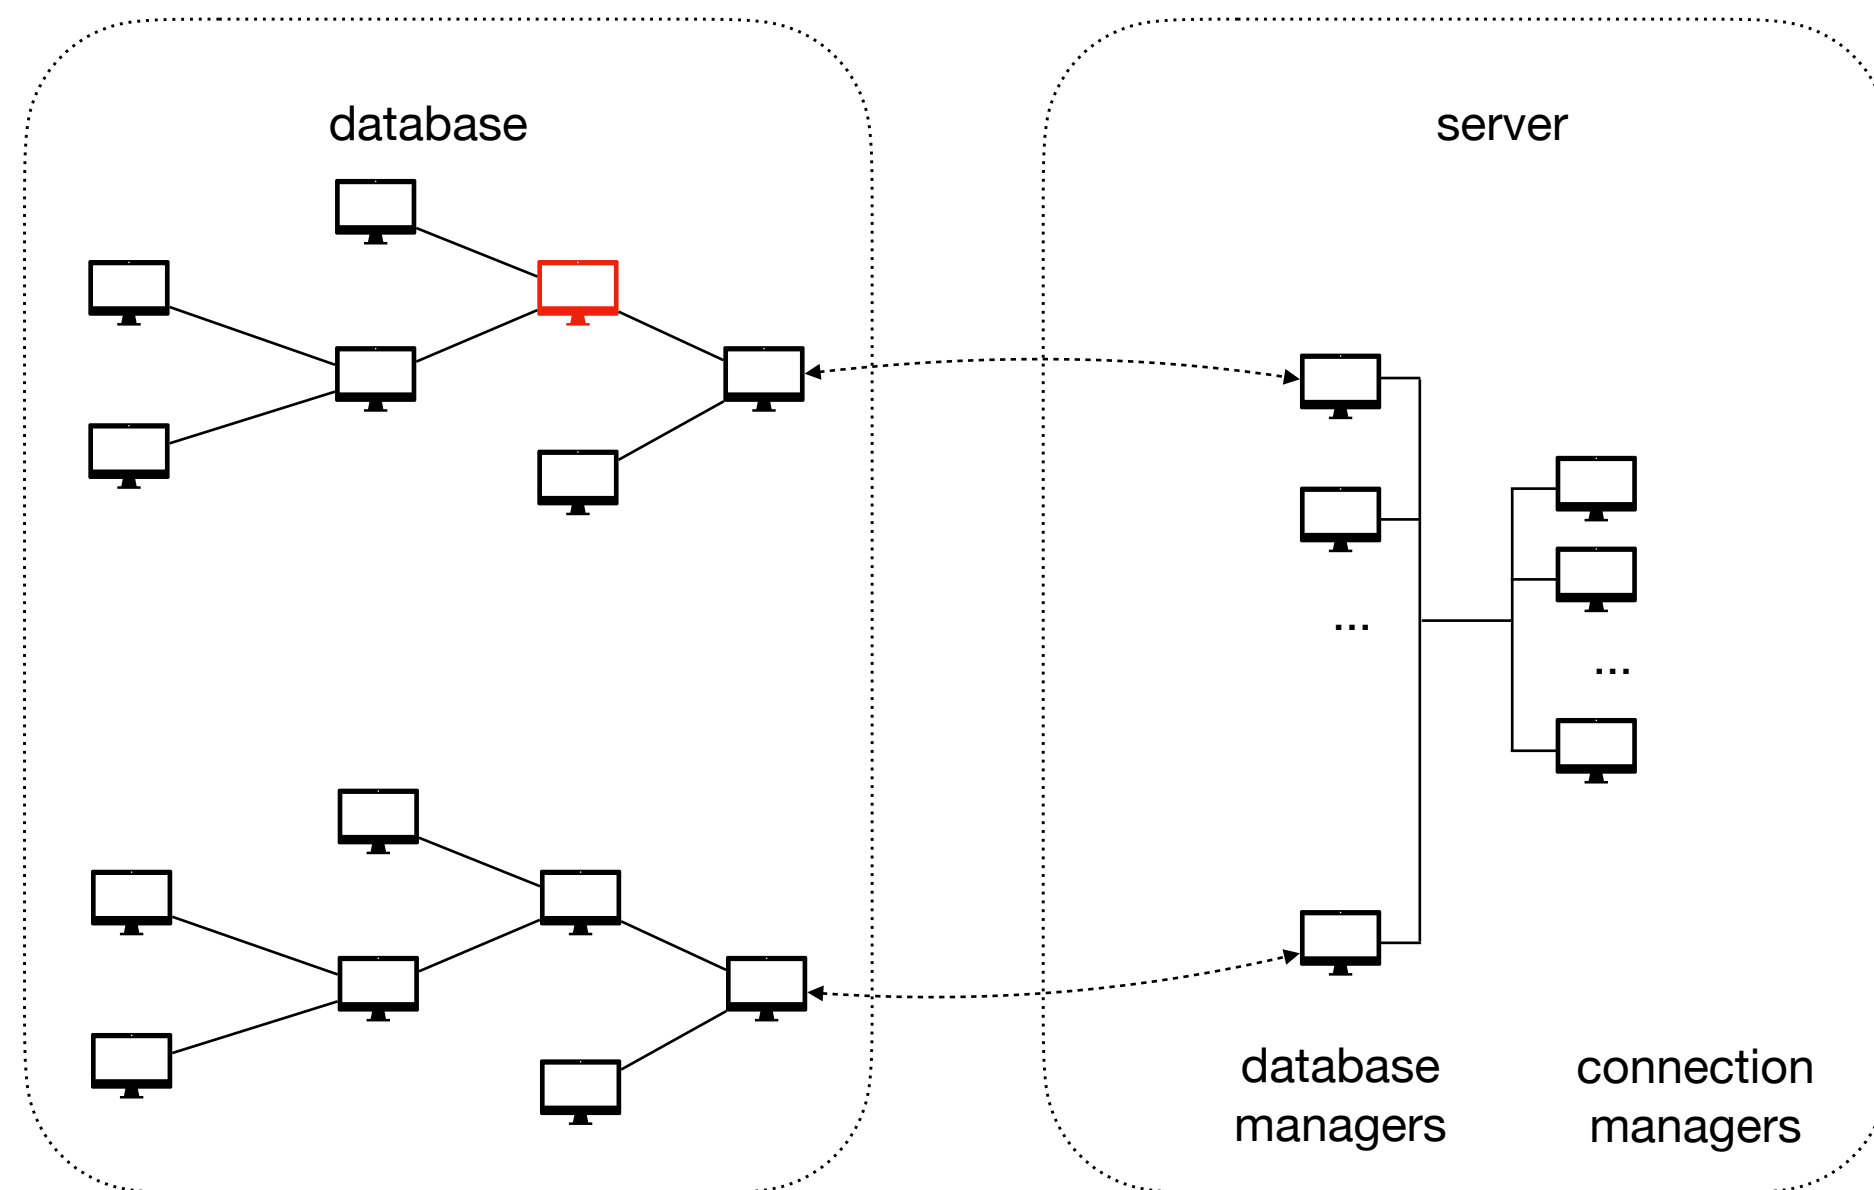 database
server
...
...
database
managers
connection
managers